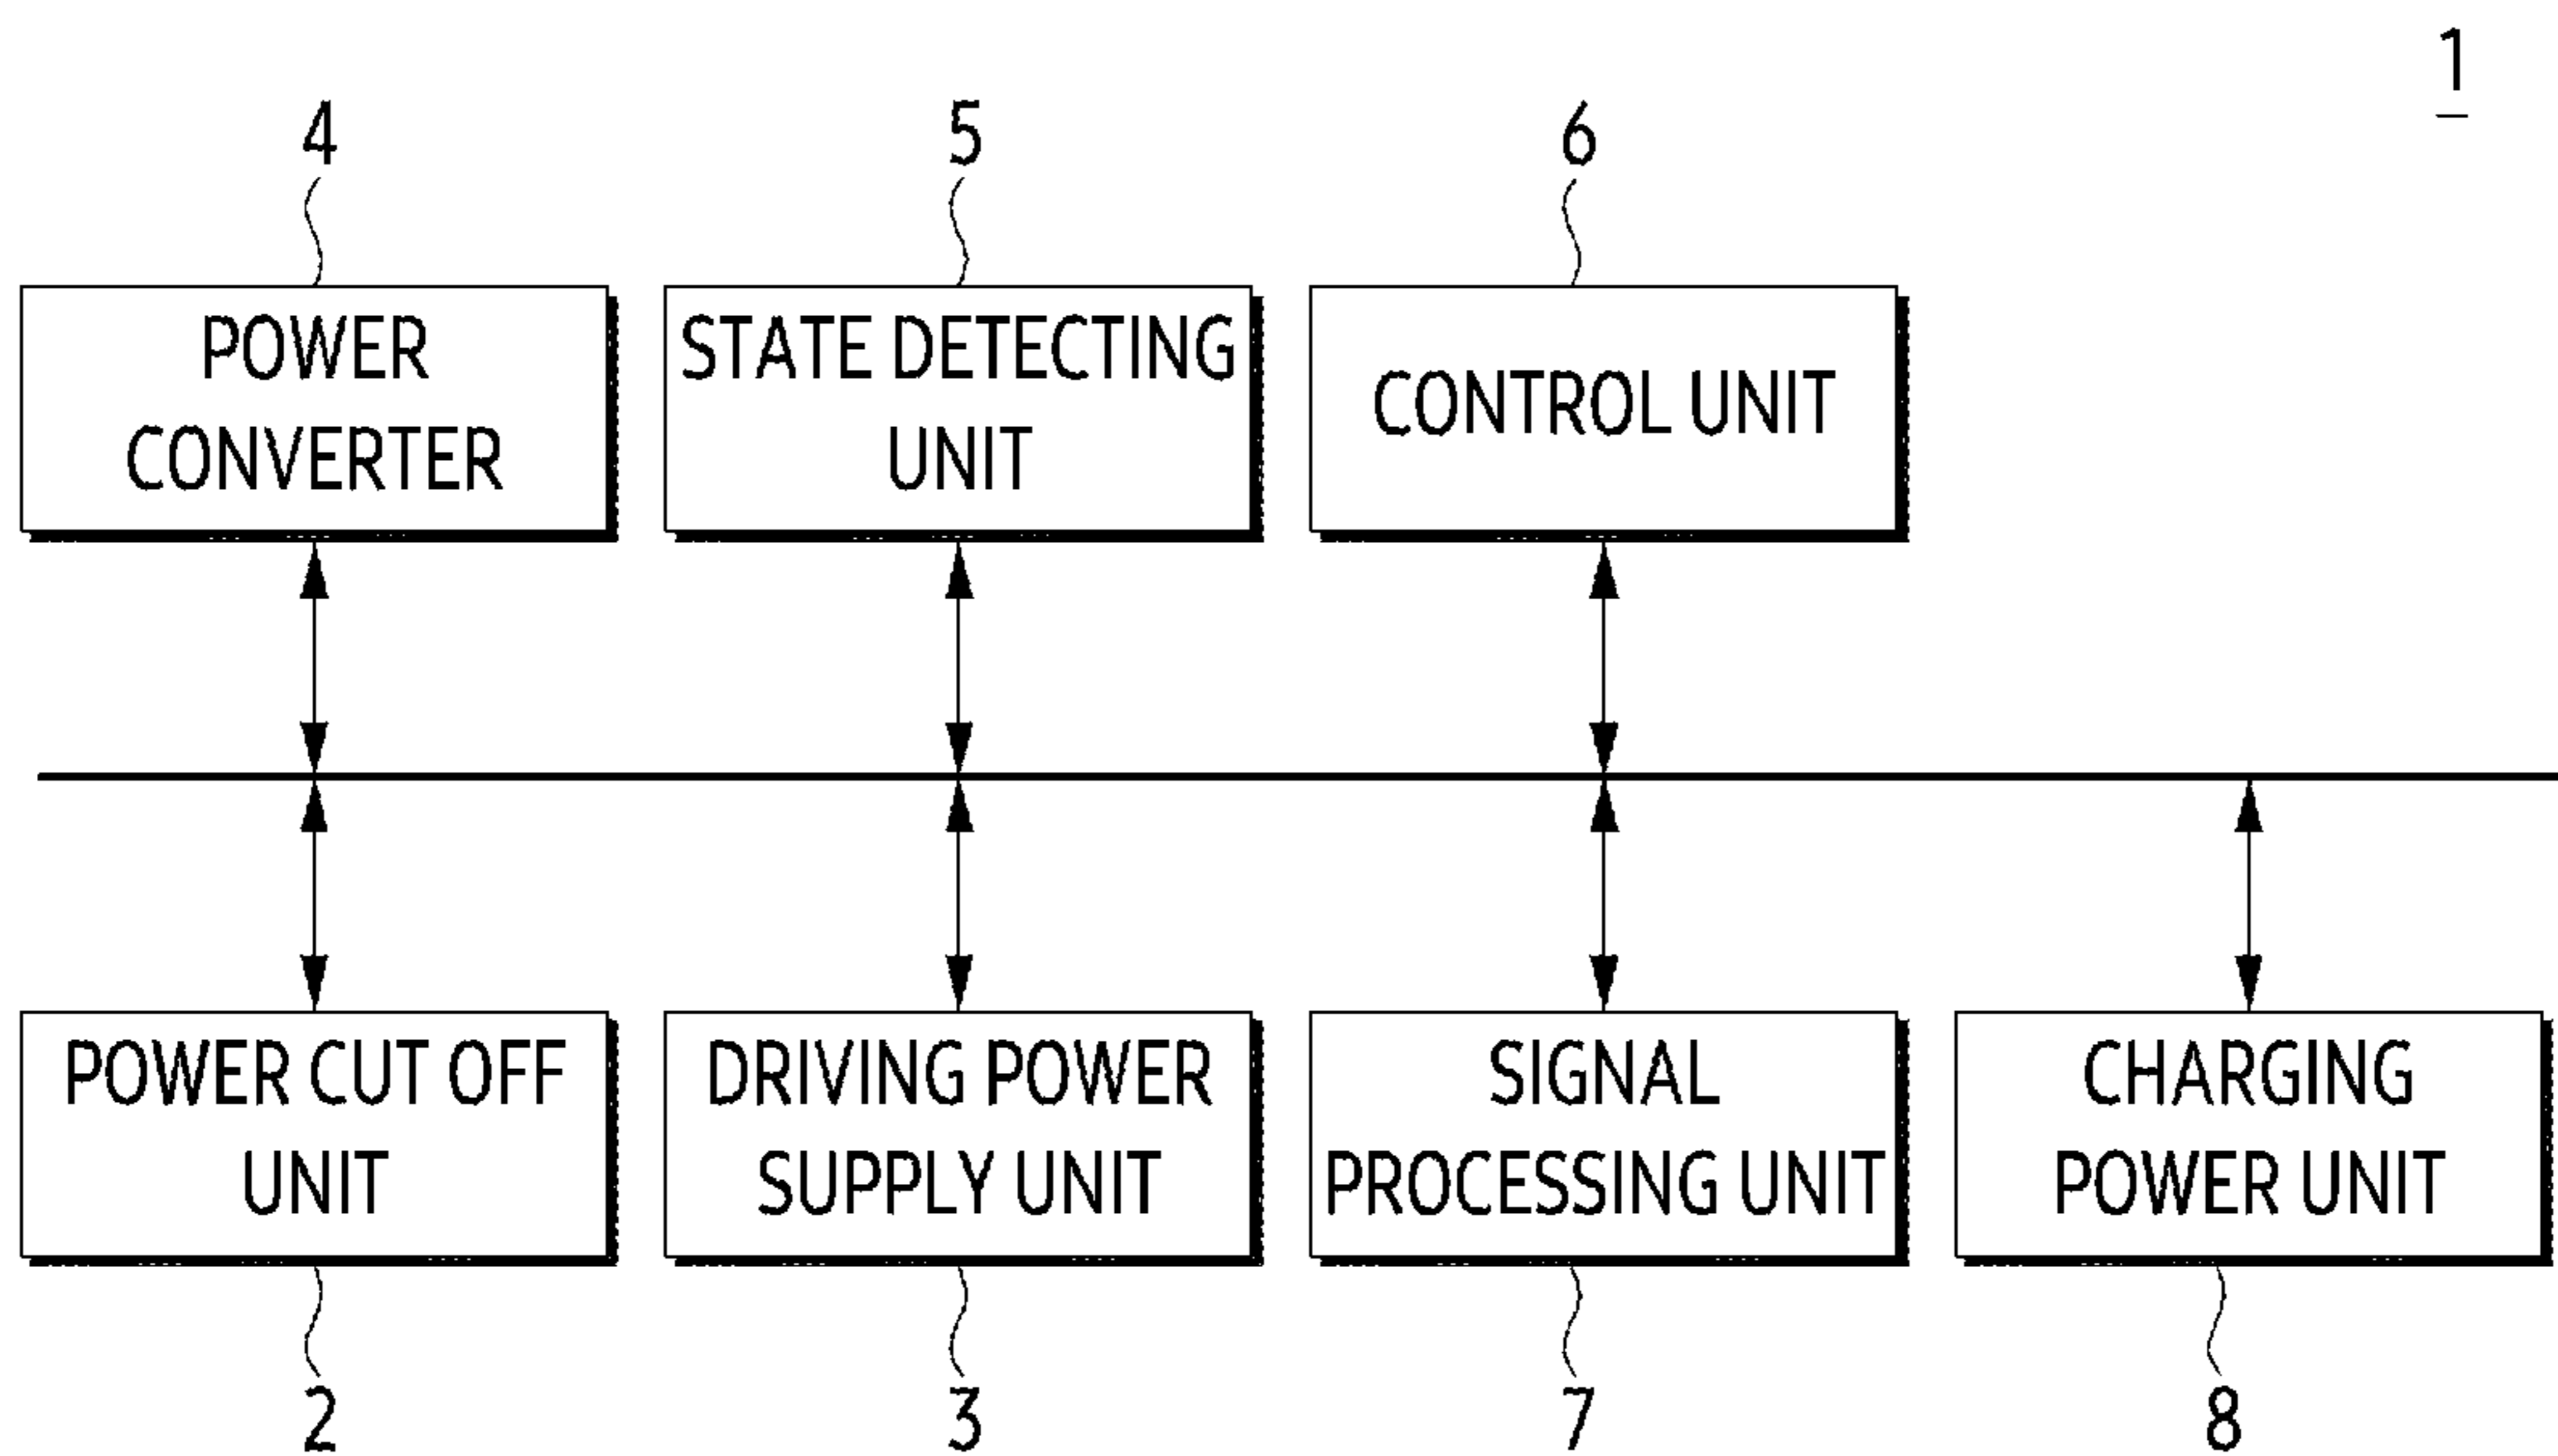 1
4
5
6
POWER
CONVERTER
STATE DETECTING
UNIT
CONTROL UNIT
POWER CUT OFF
UNIT
DRIVING POWER
SUPPLY UNIT
SIGNAL
PROCESSING UNIT
CHARGING
POWER UNIT
2
3
7
8